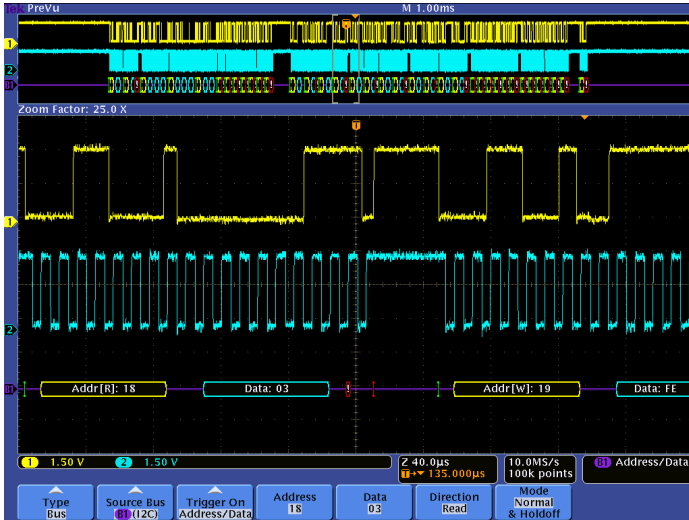 Tek PreVu M 1.00ms
1
2
B1
Zoom Factor: 25.0 X
T
1
2
B1 Addr[R]: 18 Data: 03 ! Addr[W]: 19 Data: FE
1 1.50 V 2 1.50 V
Z 40.0µs
T→▾ 135.000µs
10.0MS/s
100k points
B1 Address/Data
Type
Bus
Source Bus
B1 (I2C)
Trigger On
Address/Data
Address
18
Data
03
Direction
Read
Mode
Normal
& Holdoff